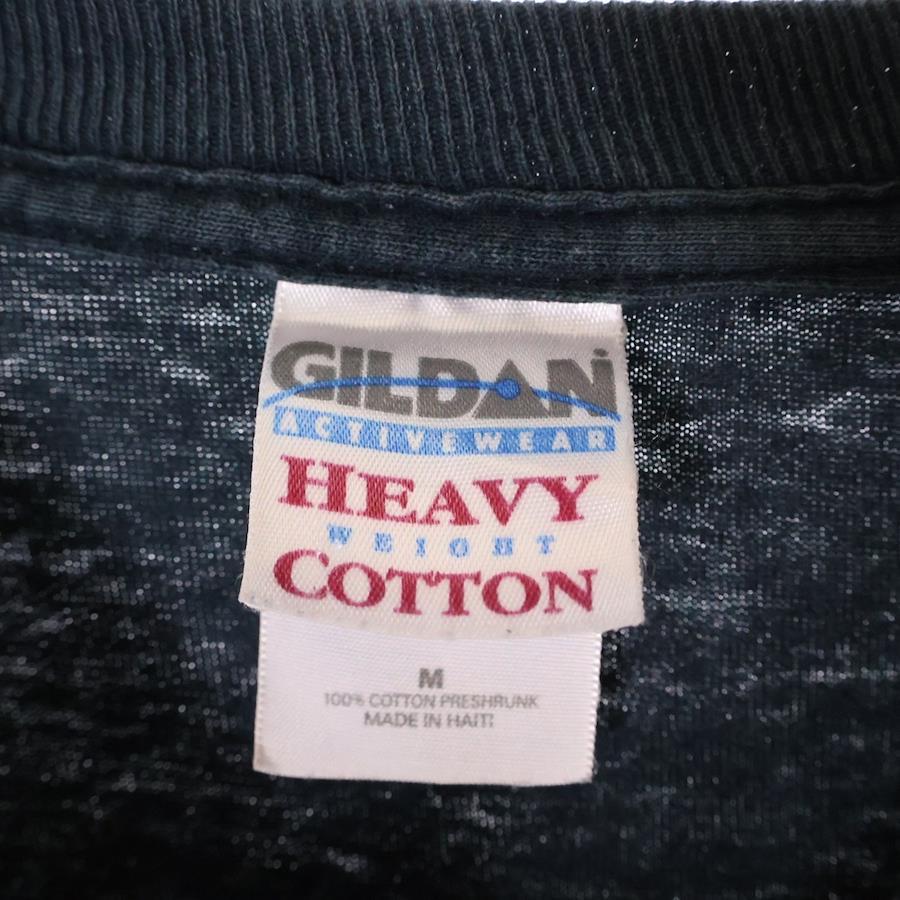 GILDAN
ACTIVEWEAR
HEAVY
WEIGHT
COTTON
M
100% COTTON PRESHRUNK
MADE IN HAITI